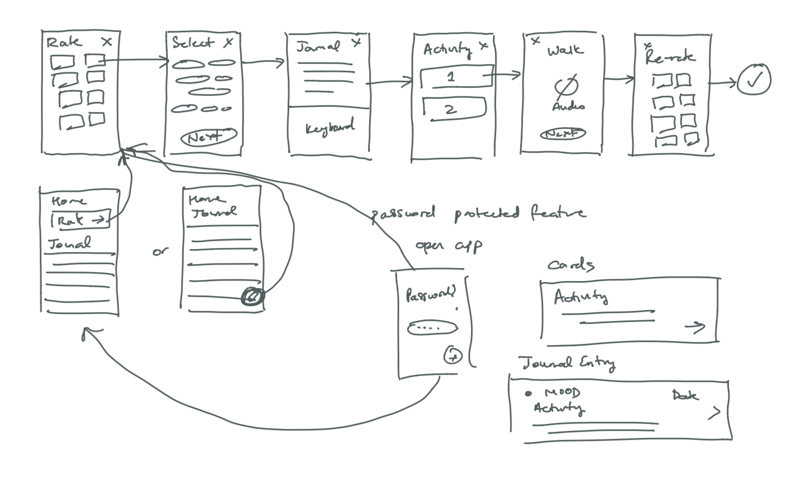 Rate X
Select X
Next
Journal X
Keyboard
Activity X
1
2
X
Walk
Audio
Next
X
Re-rate
Home
Rate →
Journal
or
Home
Journal
password protected feature
open app
Password?
....
Cards
Activity
Journal Entry
MOOD Date
Activity